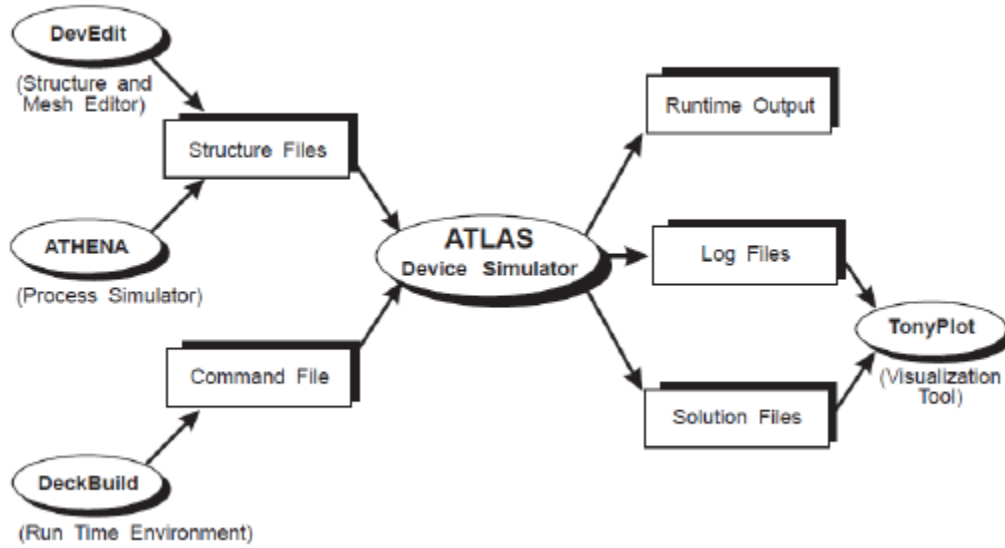 DevEdit
(Structure and
Mesh Editor)
Structure Files
ATHENA
(Process Simulator)
Command File
DeckBuild
(Run Time Environment)
ATLAS
Device Simulator
Runtime Output
Log Files
Solution Files
TonyPlot
(Visualization
Tool)